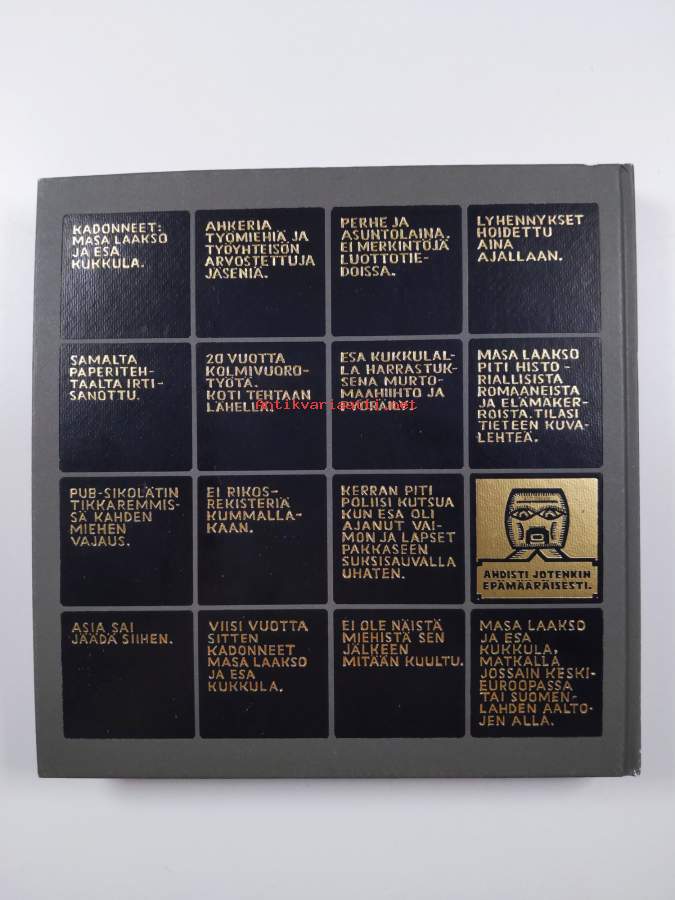 KADONNEET:
MASA LAAKSO
JA ESA
KUKKULA.
AHKERIA
TYÖMIEHIÄ JA
TYÖYHTEISÖN
ARVOSTETTUJA
JÄSENIÄ.
PERHE JA
ASUNTOLAINA.
EI MERKINTÖJÄ
LUOTTOTIE-
DOISSA.
LYHENNYKSET
HOIDETTU
AINA
AJALLAAN.
SAMALTA
PAPERITEH-
TAALTA IRTI-
SANOTTU.
20 VUOTTA
KOLMIVUORO-
TYÖTÄ.
KOTI TEHTAAN
LÄHELLÄ.
ESA KUKKULAL-
LA HARRASTUK-
SENA MURTO-
MAAHIIHTO JA
MASA LAAKSO
PITI HISTO-
RIALLISISTA
ROMAANEISTA
JA ELÄMÄKER-
ROISTA. TILASI
TIETEEN KUVA-
LEHTEÄ.
Antikvariaatti.net
PUB-SIKOLÄTIN
TIKKAREMMIS-
SÄ KAHDEN
MIEHEN
VAJAUS.
EI RIKOS-
REKISTERIÄ
KUMMALLA-
KAAN.
KERRAN PITI
POLIISI KUTSUA
KUN ESA OLI
AJANUT VAI-
MON JA LAPSET
PAKKASEEN
SUKSISAUVALLA
UHATEN.
AHDISTI JOTENKIN
EPÄMÄÄRÄISESTI.
ASIA SAI
JÄÄDÄ SIIHEN.
VIISI VUOTTA
SITTEN
KADONNEET
MASA LAAKSO
JA ESA
KUKKULA.
EI OLE NÄISTÄ
MIEHISTÄ SEN
JÄLKEEN
MITÄÄN KUULTU.
MASA LAAKSO
JA ESA
KUKKULA,
MATKALLA
JOSSAIN KESKI-
EUROOPASSA
TAI SUOMEN-
LAHDEN AALTO-
JEN ALLA.